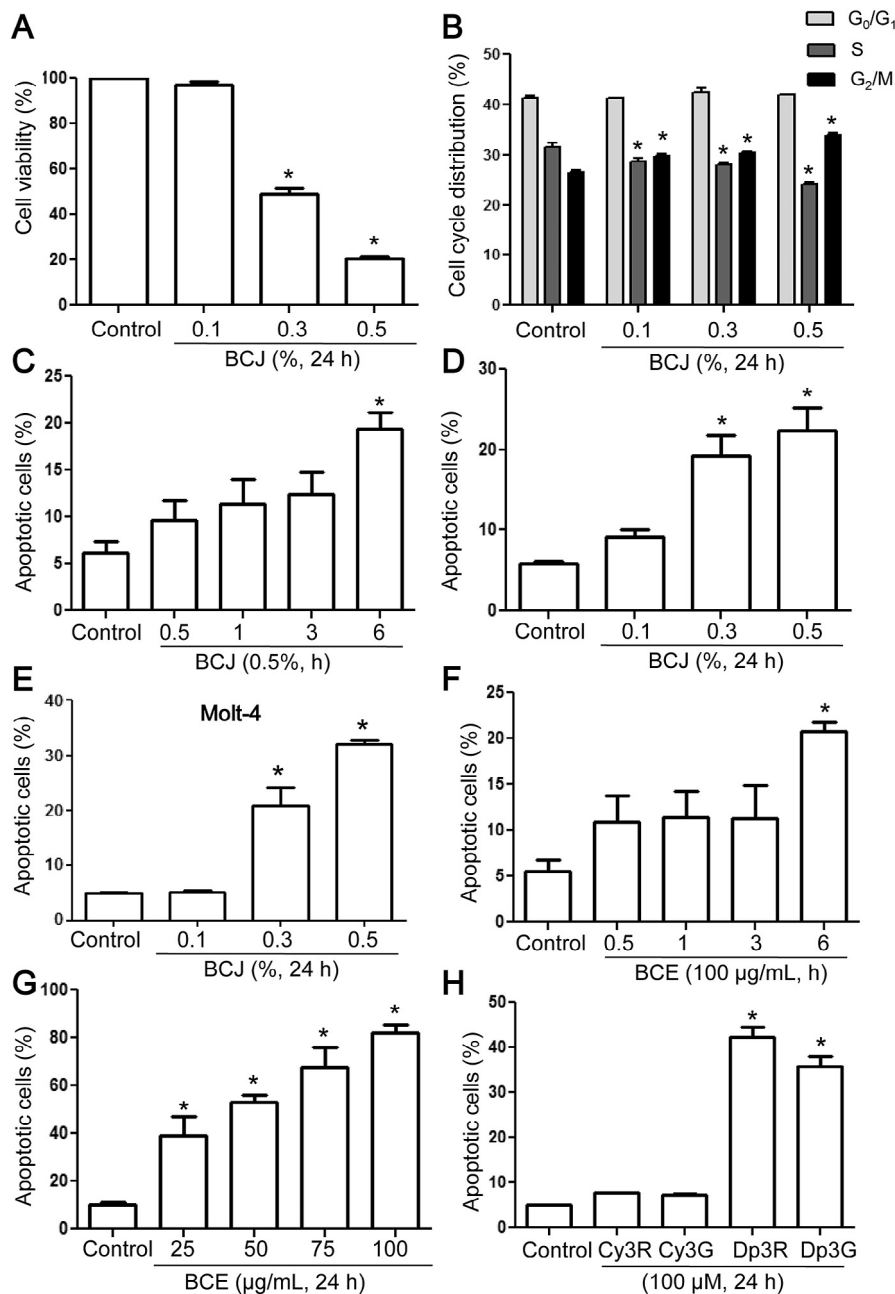 A
Cell viability (%)
100
80
60
40
20
0
*
*
Control 0.1 0.3 0.5
BCJ (%, 24 h)
B
G0/G1
S
G2/M
Cell cycle distribution (%)
50
40
30
20
10
0
* * * * * *
Control 0.1 0.3 0.5
BCJ (%, 24 h)
C
Apoptotic cells (%)
25
20
15
10
5
0
*
Control 0.5 1 3 6
BCJ (0.5%, h)
D
Apoptotic cells (%)
30
20
10
0
* *
Control 0.1 0.3 0.5
BCJ (%, 24 h)
E
Molt-4
Apoptotic cells (%)
40
30
20
10
0
* *
Control 0.1 0.3 0.5
BCJ (%, 24 h)
F
Apoptotic cells (%)
25
20
15
10
5
0
*
Control 0.5 1 3 6
BCE (100 µg/mL, h)
G
Apoptotic cells (%)
100
80
60
40
20
0
* * * *
Control 25 50 75 100
BCE (µg/mL, 24 h)
H
Apoptotic cells (%)
50
40
30
20
10
0
* *
Control Cy3R Cy3G Dp3R Dp3G
(100 µM, 24 h)